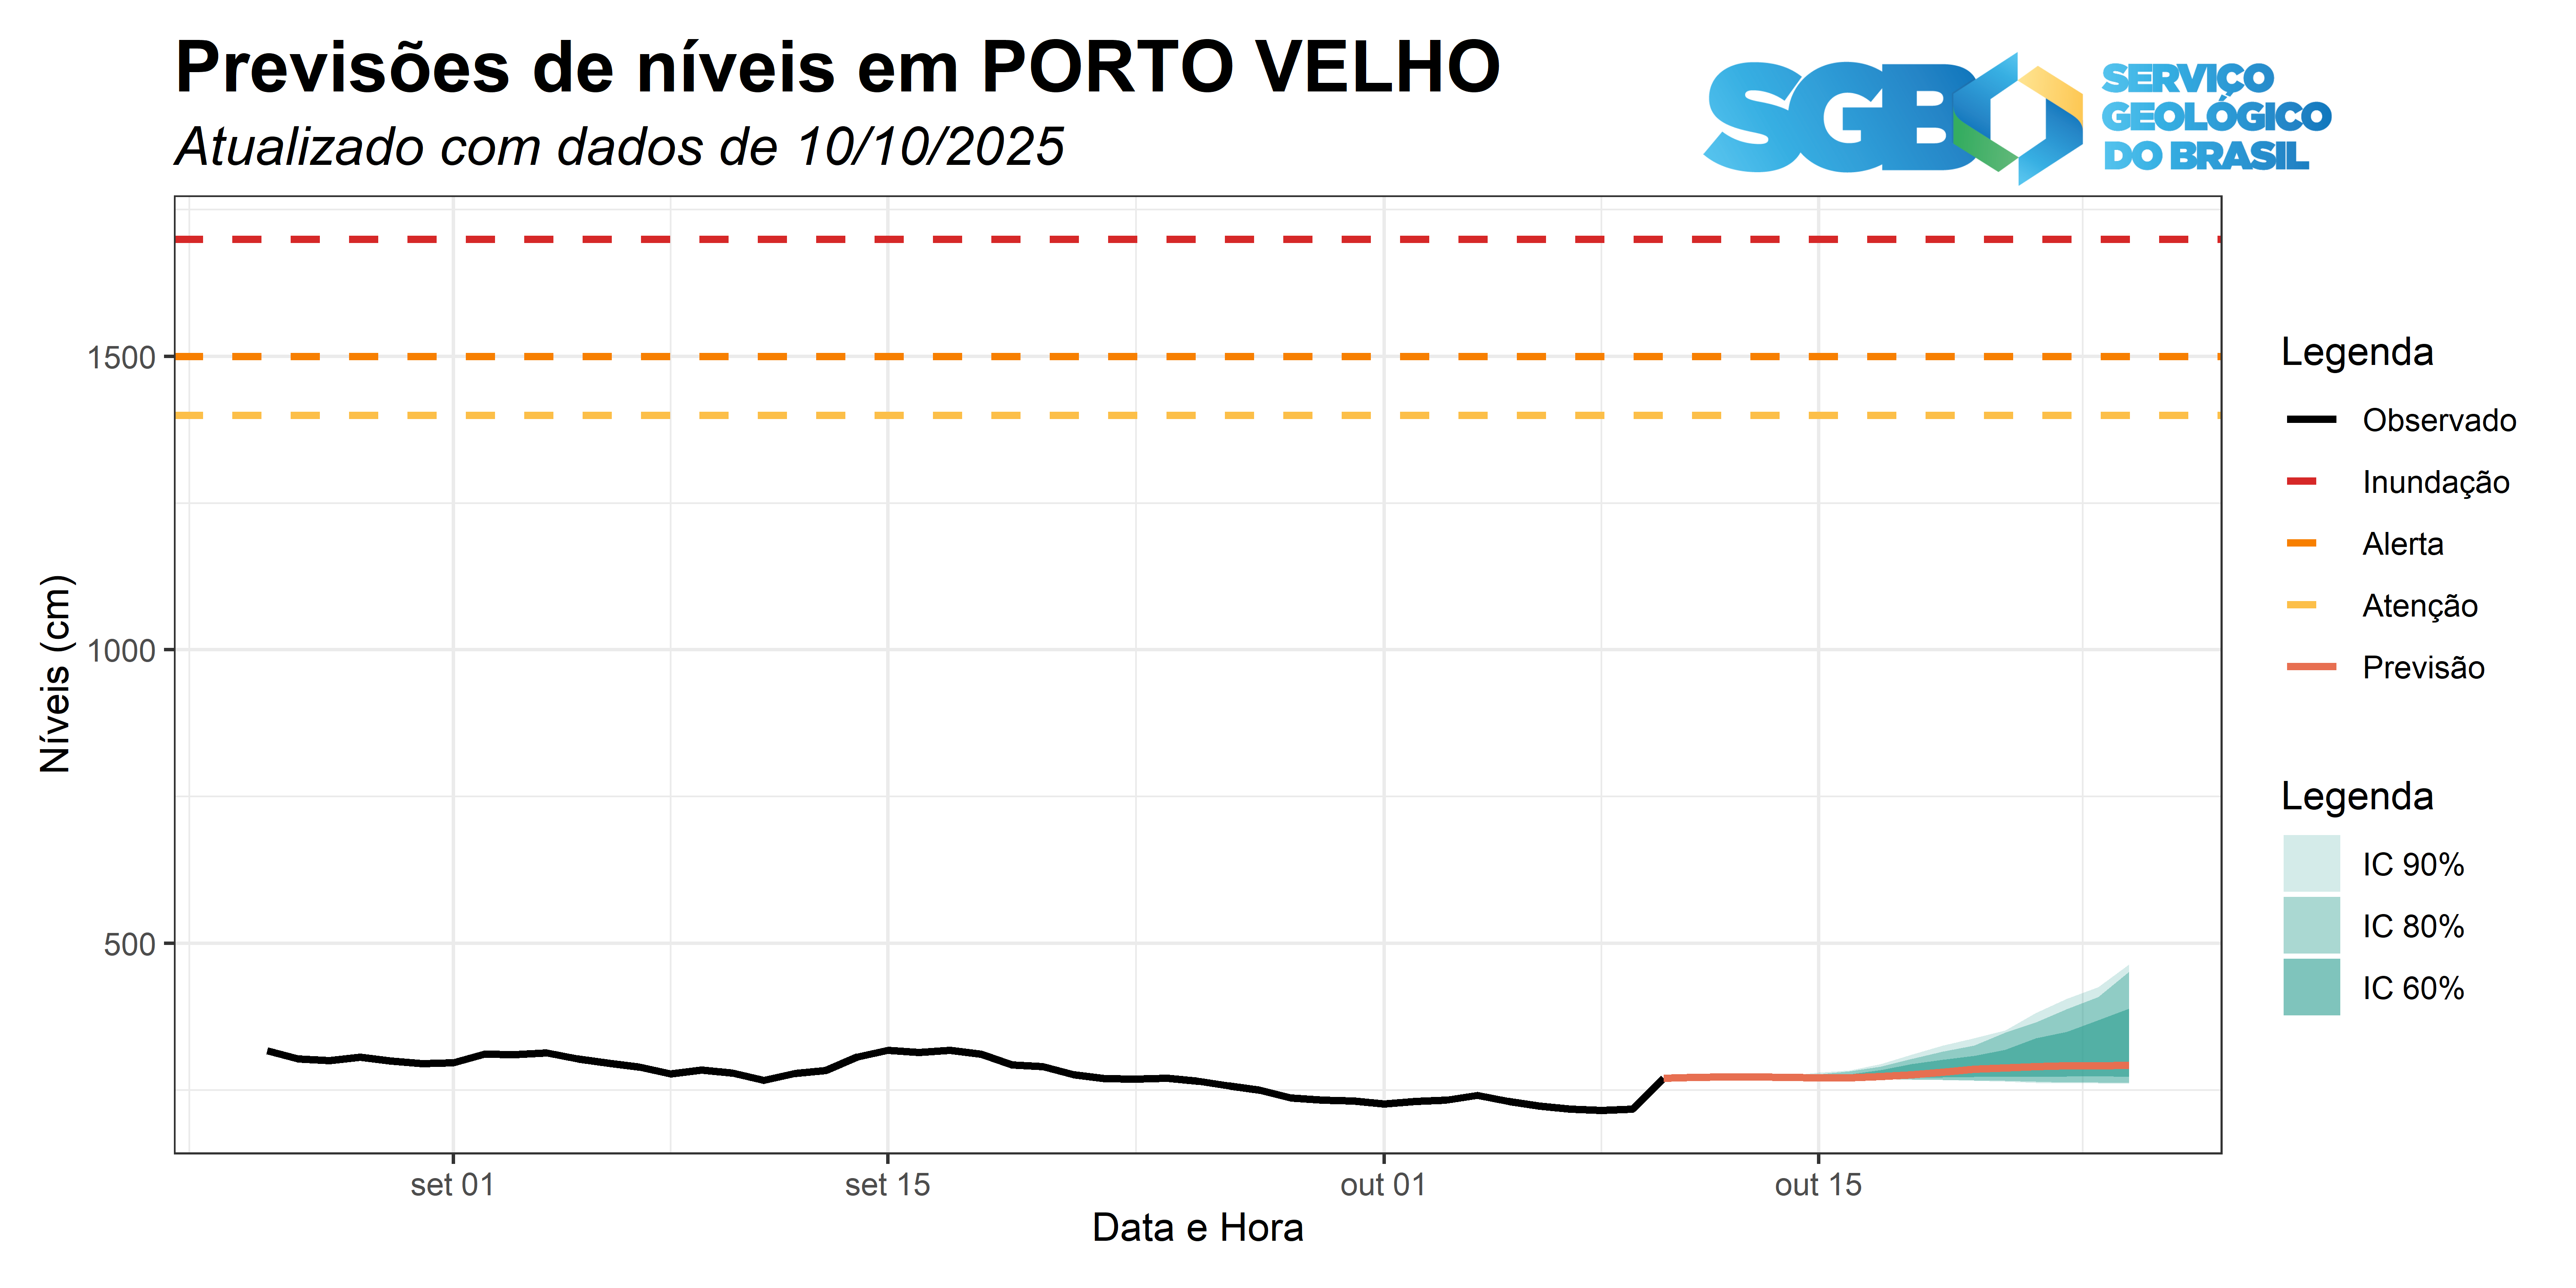 Previsões de níveis em PORTO VELHO
Atualizado com dados de 10/10/2025
SGB
SERVIÇO
GEOLÓGICO
DO BRASIL
Níveis (cm)
1500
1000
500
set 01
set 15
out 01
out 15
Data e Hora
Legenda
Observado
Inundação
Alerta
Atenção
Previsão
Legenda
IC 90%
IC 80%
IC 60%